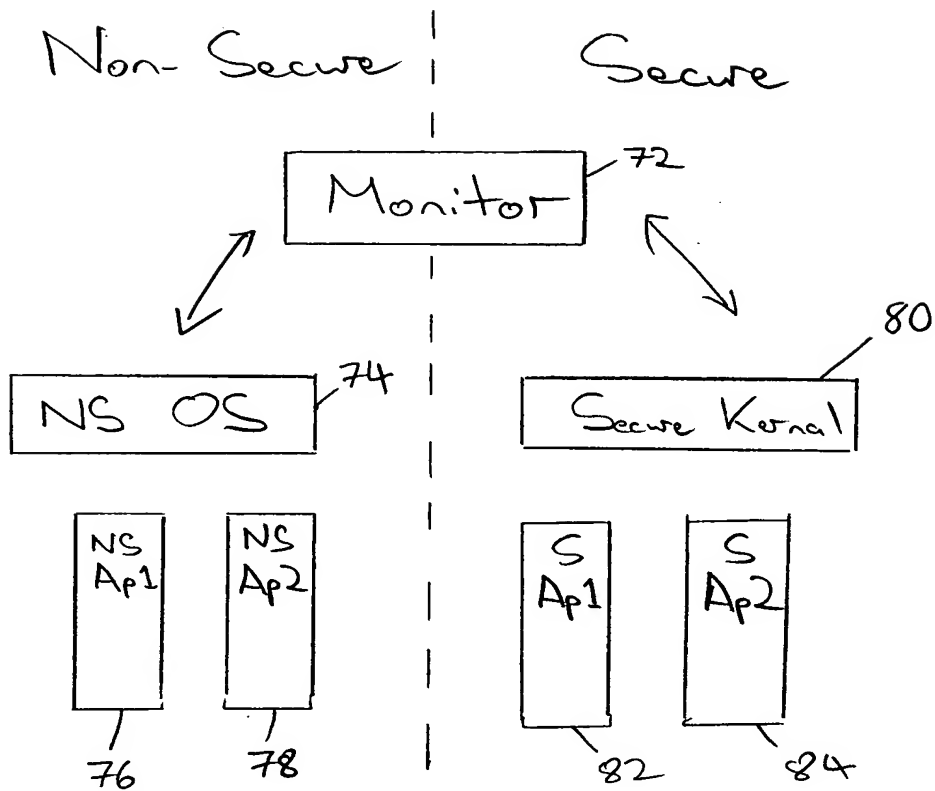 Non-Secure
Secure
Monitor
72
NS OS
74
Secure Kernal
80
NS
Ap1
NS
Ap2
S
Ap1
S
Ap2
76
78
82
84